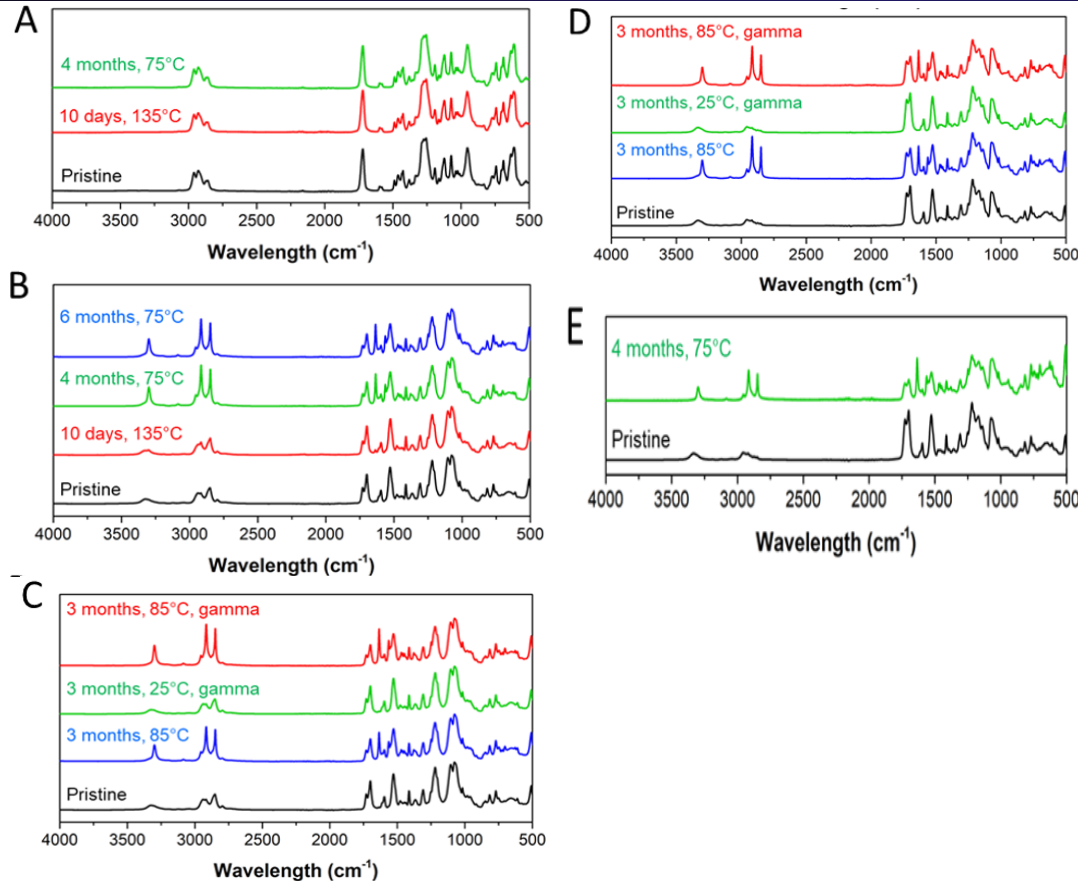 A
4 months, 75°C
10 days, 135°C
Pristine
4000 3500 3000 2500 2000 1500 1000 500
Wavelength (cm-1)
B
6 months, 75°C
4 months, 75°C
10 days, 135°C
Pristine
4000 3500 3000 2500 2000 1500 1000 500
Wavelength (cm-1)
C
3 months, 85°C, gamma
3 months, 25°C, gamma
3 months, 85°C
Pristine
4000 3500 3000 2500 2000 1500 1000 500
Wavelength (cm-1)
D
3 months, 85°C, gamma
3 months, 25°C, gamma
3 months, 85°C
Pristine
4000 3500 3000 2500 2000 1500 1000 500
Wavelength (cm-1)
E
4 months, 75°C
Pristine
4000 3500 3000 2500 2000 1500 1000 500
Wavelength (cm-1)